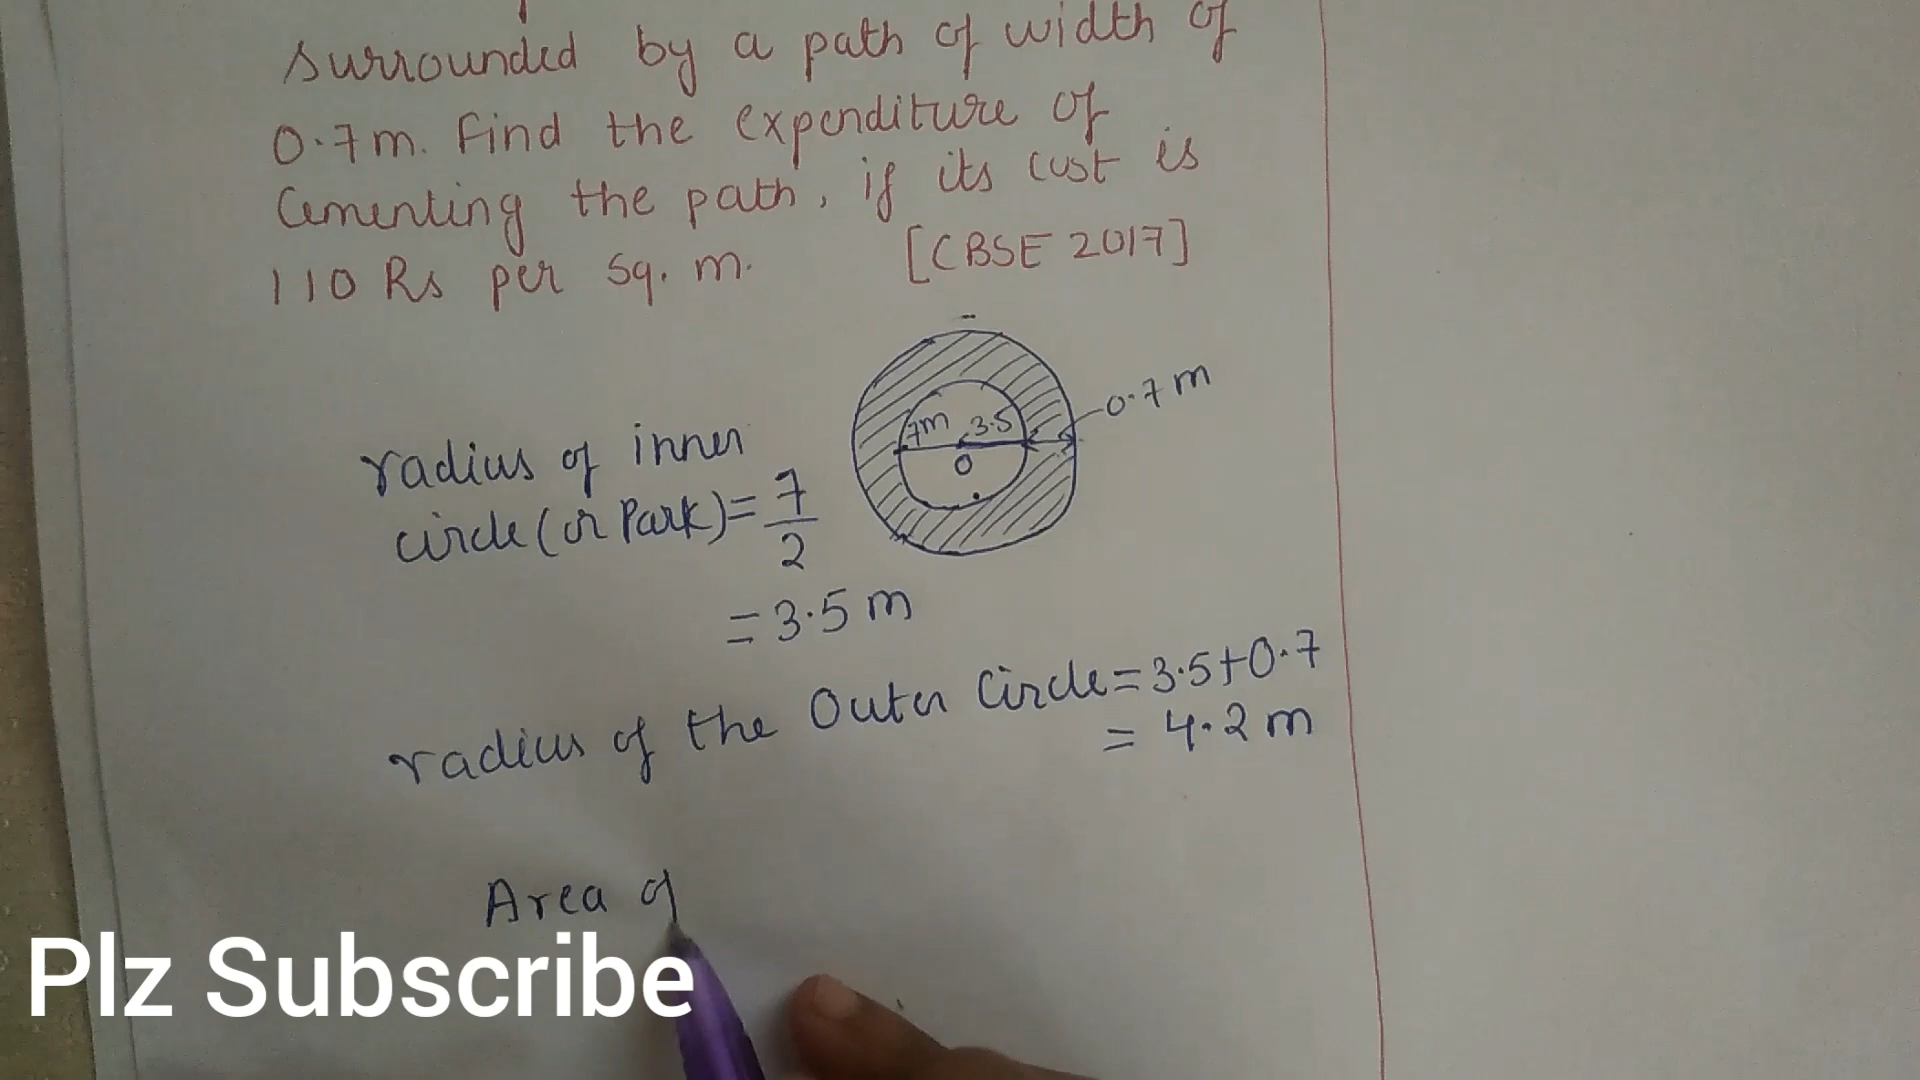 surrounded by a path of width of
0.7m. Find the expenditure of
Cementing the path, if its cost is
110 Rs per sq. m. [CBSE 2017]
0.7 m
7m 3.5
O
radius of inner
circle (or Park) = 7/2
= 3.5 m
radius of the Outer Circle = 3.5+0.7
= 4.2 m
Area of
Plz Subscribe